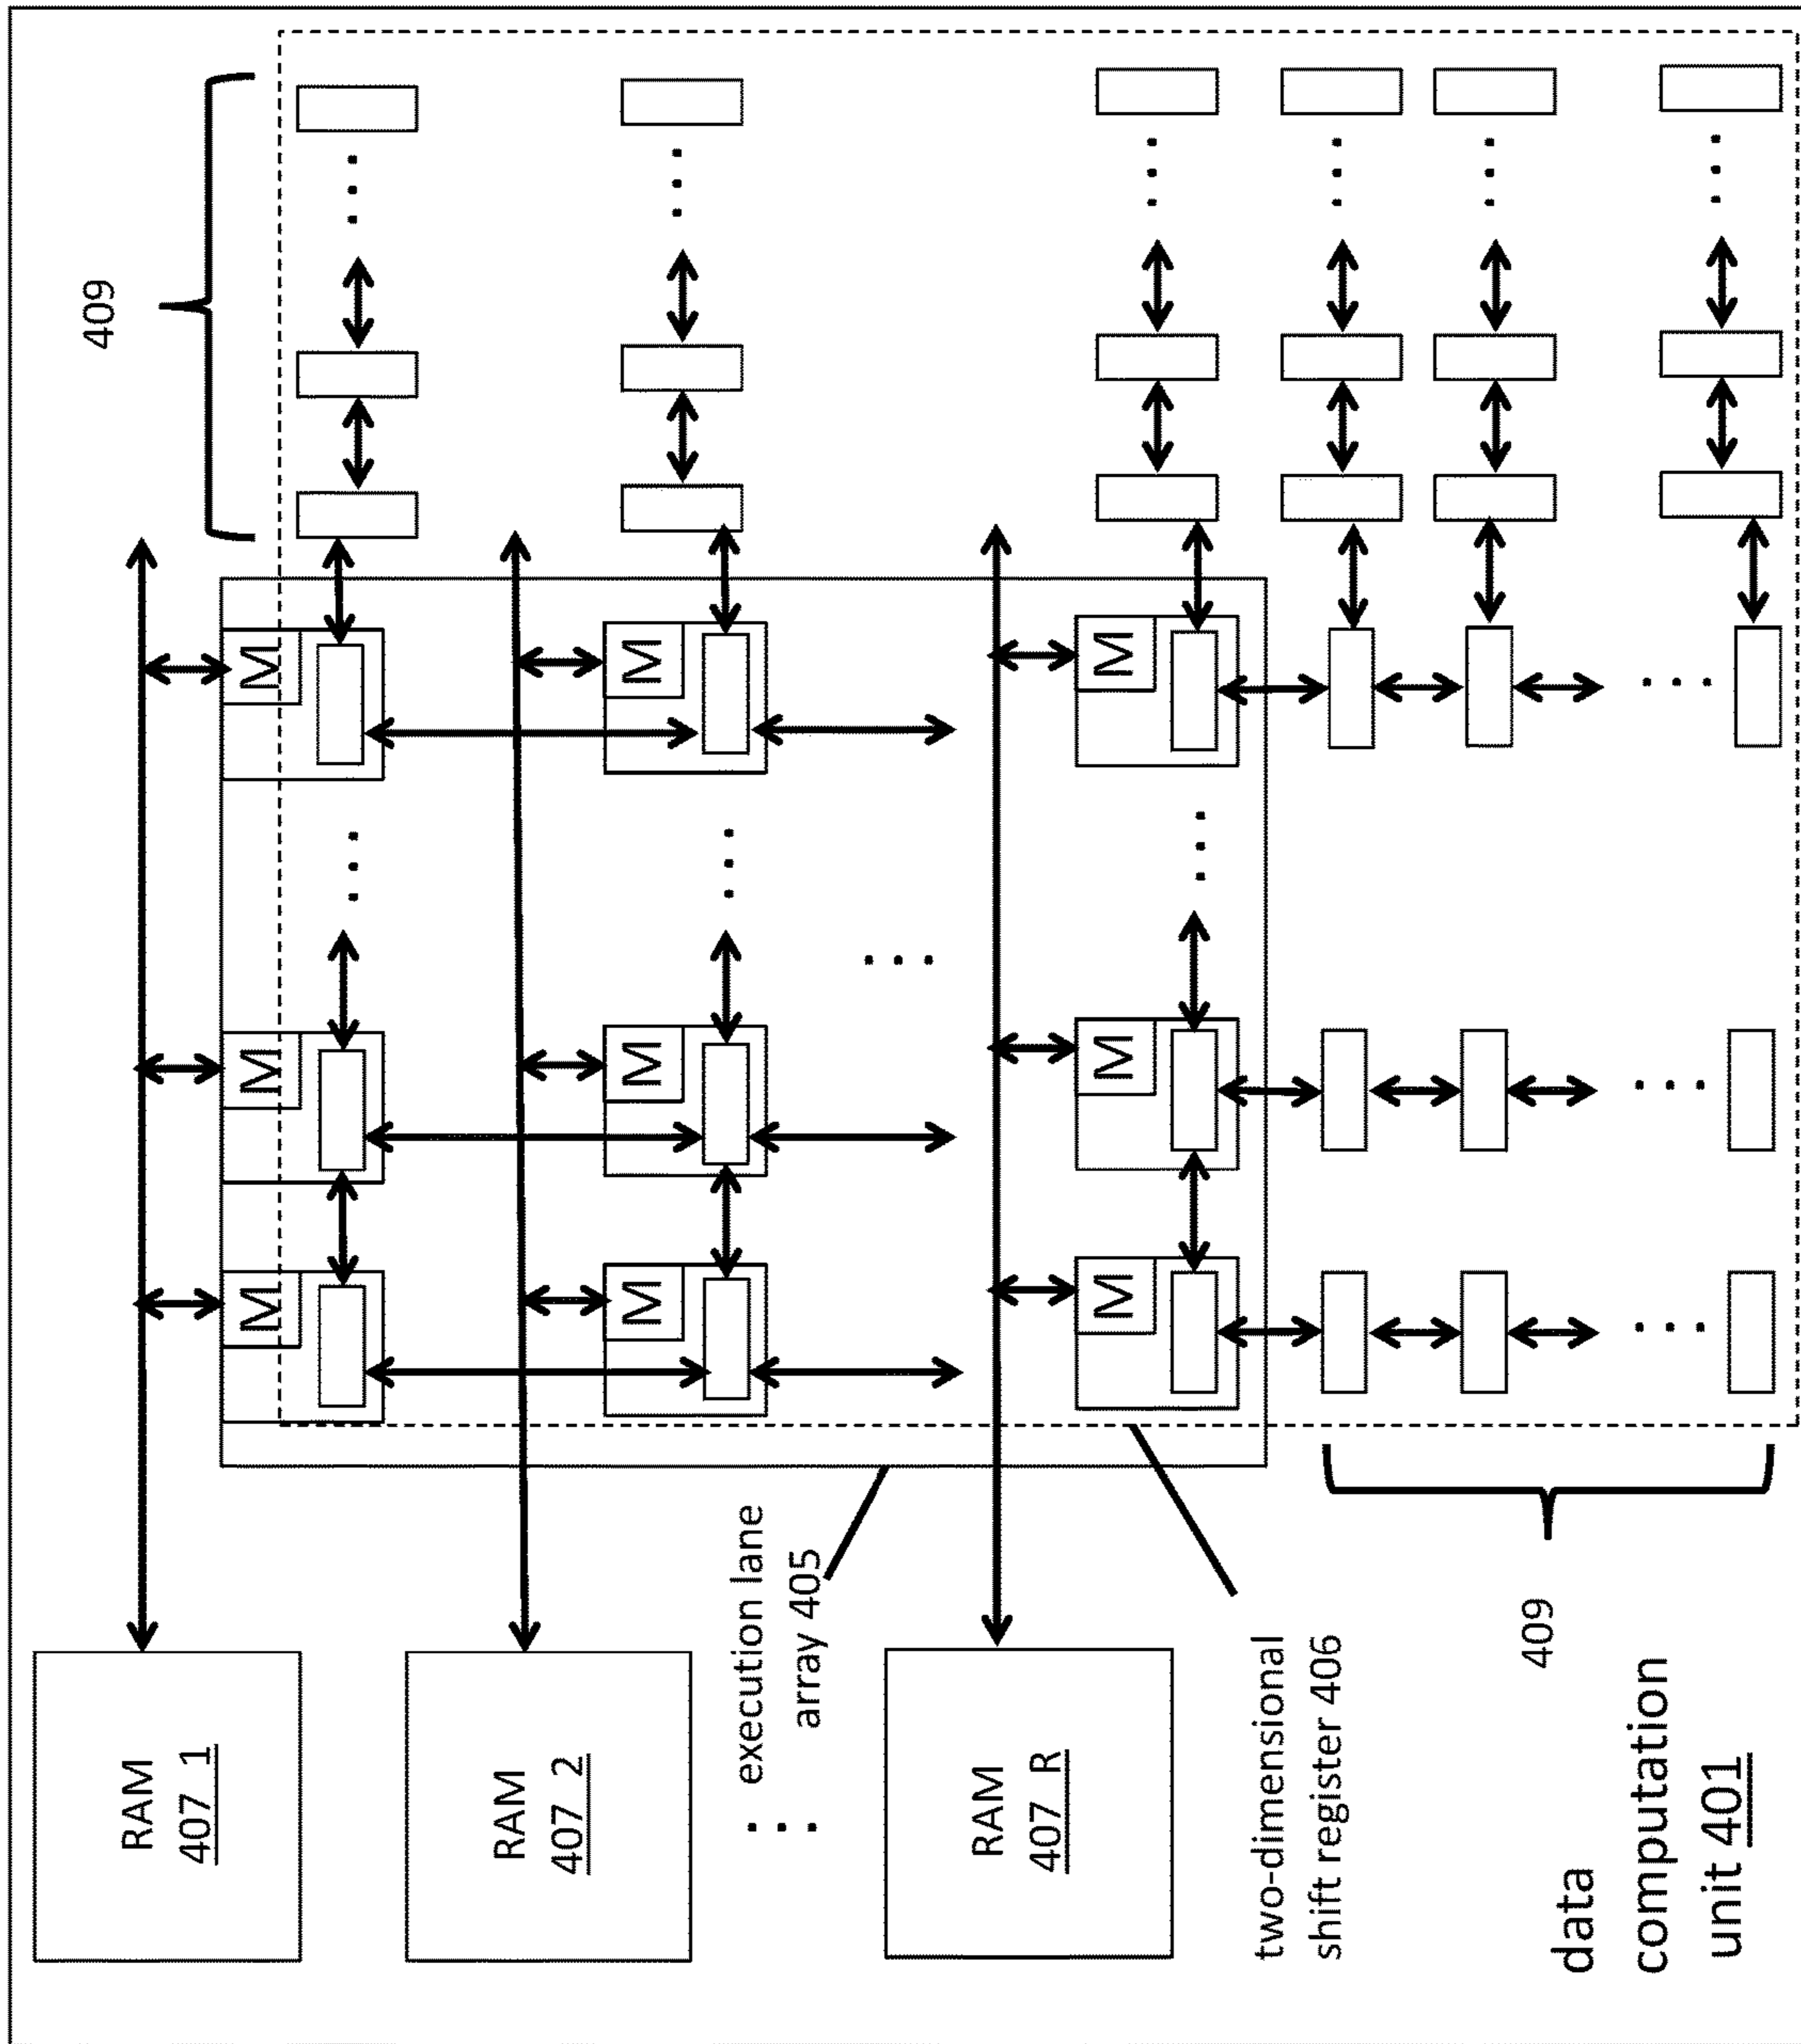 409
RAM
407_1
M M M
RAM
407_2
M M M
execution lane
array 405
RAM
407_R
M M M
two-dimensional
shift register 406
409
data
computation
unit 401